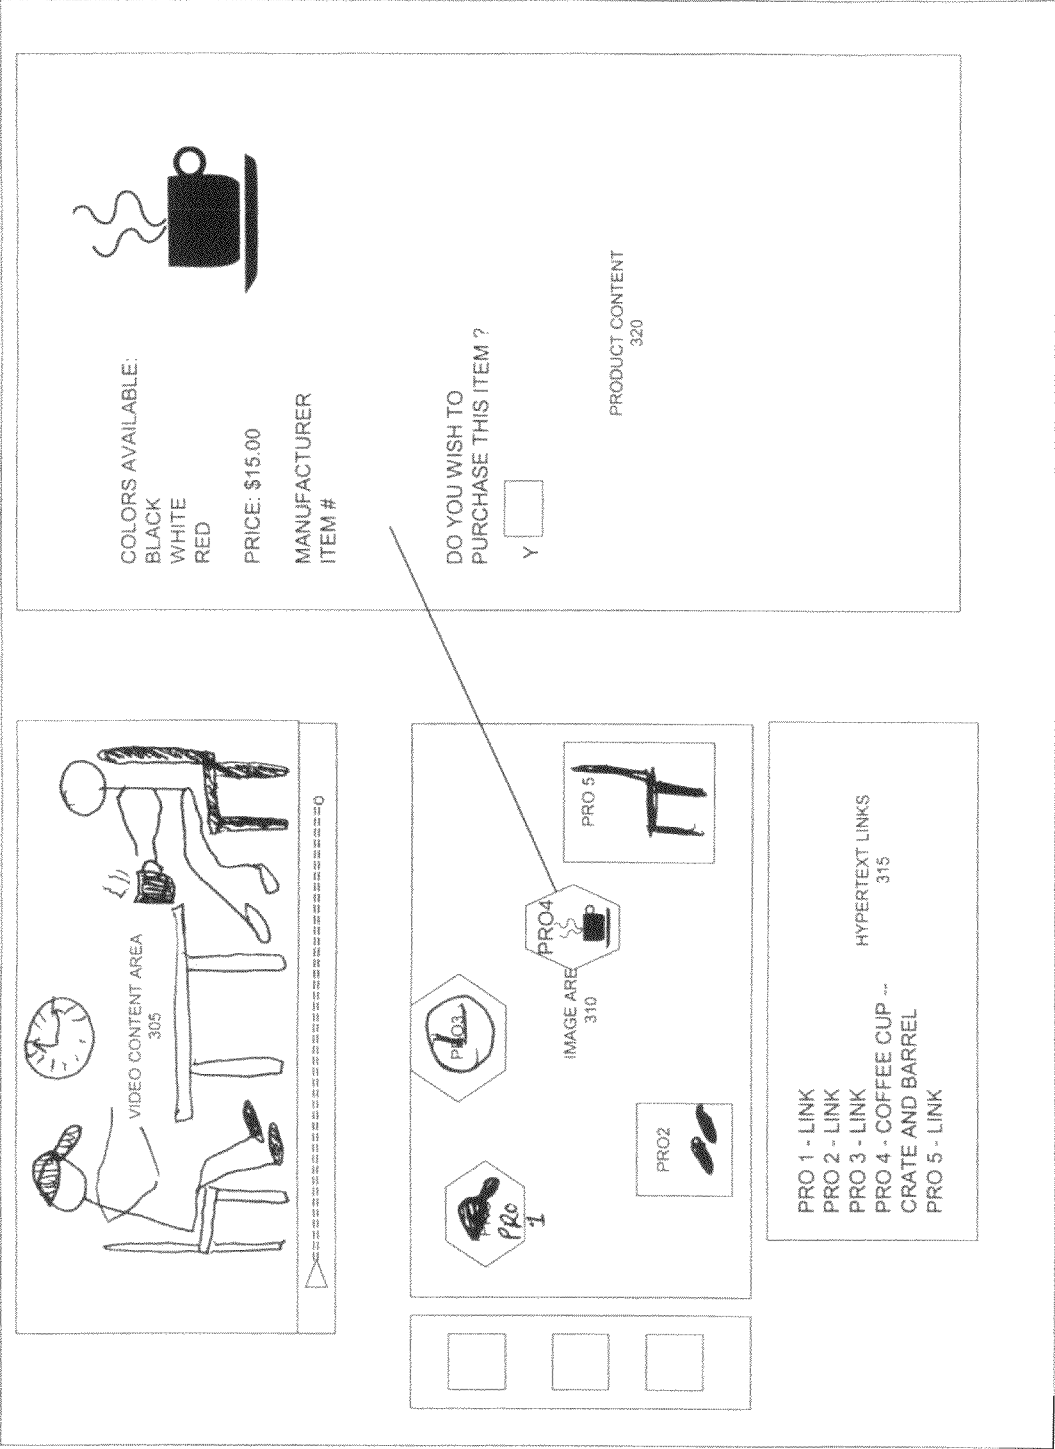 VIDEO CONTENT AREA
305
PRO 1
PRO2
PRO3
PRO4
PRO 5
IMAGE ARE
310
PRO 1 - LINK
PRO 2 - LINK
PRO 3 - LINK
PRO 4 - COFFEE CUP --
CRATE AND BARREL
PRO 5 - LINK
HYPERTEXT LINKS
315
COLORS AVAILABLE:
BLACK
WHITE
RED
PRICE: $15.00
MANUFACTURER
ITEM #
DO YOU WISH TO
PURCHASE THIS ITEM ?
Y
PRODUCT CONTENT
320